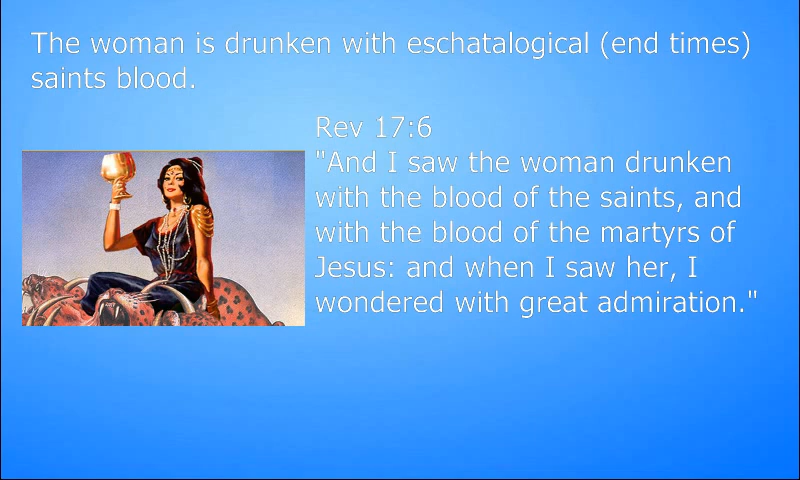 The woman is drunken with eschatalogical (end times)
saints blood.
Rev 17:6
"And I saw the woman drunken
with the blood of the saints, and
with the blood of the martyrs of
Jesus: and when I saw her, I
wondered with great admiration."